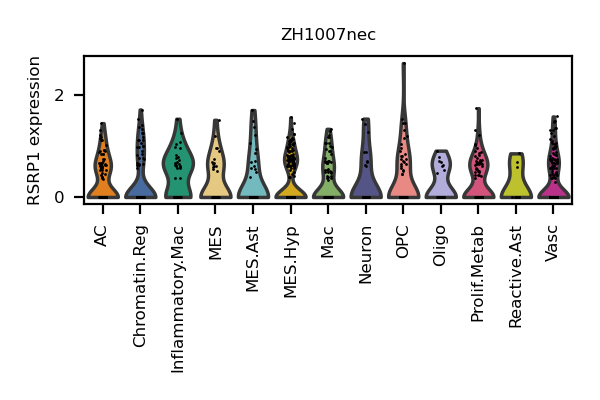 ZH1007nec
RSRP1 expression
2
0
AC
Chromatin.Reg
Inflammatory.Mac
MES
MES.Ast
MES.Hyp
Mac
Neuron
OPC
Oligo
Prolif.Metab
Reactive.Ast
Vasc